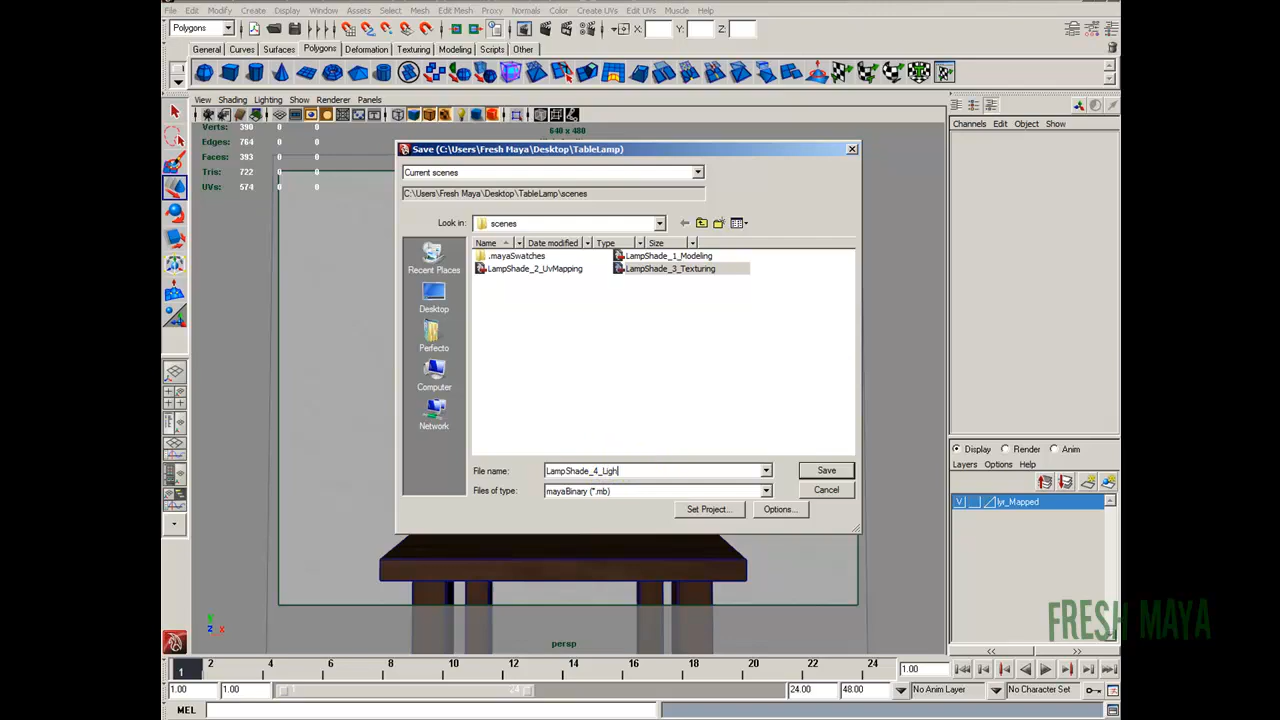 File Edit Modify Create Display Window Assets Select Mesh Edit Mesh Proxy Normals Color Create UVs Edit UVs Muscle Help
Polygons X: Y: Z:
General Curves Surfaces Polygons Deformation Texturing Modeling Scripts Other
View Shading Lighting Show Renderer Panels
Channels Edit Object Show
Verts: 390 0 0
Edges: 764 0 0
Faces: 393 0 0
Tris: 722 0 0
UVs: 574 0 0
640 x 480
Save (C:\Users\Fresh Maya\Desktop\TableLamp)
Current scenes
C:\Users\Fresh Maya\Desktop\TableLamp\scenes
Look in: scenes
Name Date modified Type Size
.mayaSwatches LampShade_1_Modeling
LampShade_2_UvMapping LampShade_3_Texturing
Recent Places
Desktop
Perfecto
Computer
Network
File name: LampShade_4_Ligh Save
Files of type: mayaBinary (*.mb) Cancel
Set Project... Options...
Display Render Anim
Layers Options Help
V lyr_Mapped
FRESH MAYA
y
z x
persp
2 4 6 8 10 12 14 16 18 20 22 24
1 1.00
1.00 1.00 1 24 24.00 48.00 No Anim Layer No Character Set
MEL